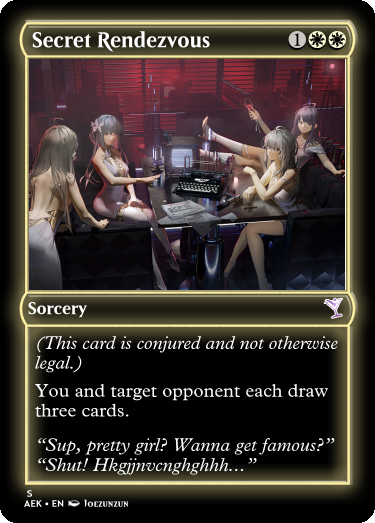 Secret Rendezvous 1
Sorcery
(This card is conjured and not otherwise
legal.)
You and target opponent each draw
three cards.
“Sup, pretty girl? Wanna get famous?”
“Shut! Hkgjjnvcnghghhh…”
S
AEK • EN Joezunzun